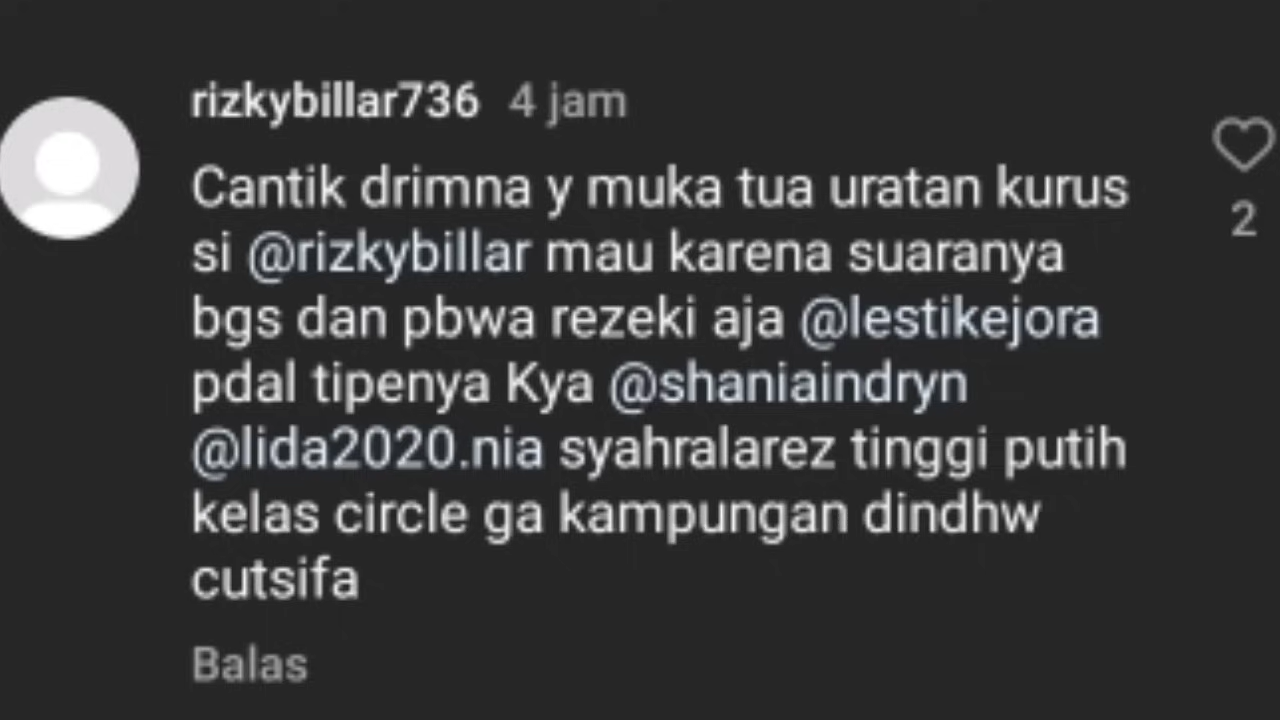 rizkybillar736 4 jam
Cantik drimna y muka tua uratan kurus
si @rizkybillar mau karena suaranya
bgs dan pbwa rezeki aja @lestikejora
pdal tipenya Kya @shaniaindryn
@lida2020.nia syahralarez tinggi putih
kelas circle ga kampungan dindhw
cutsifa
2
Balas